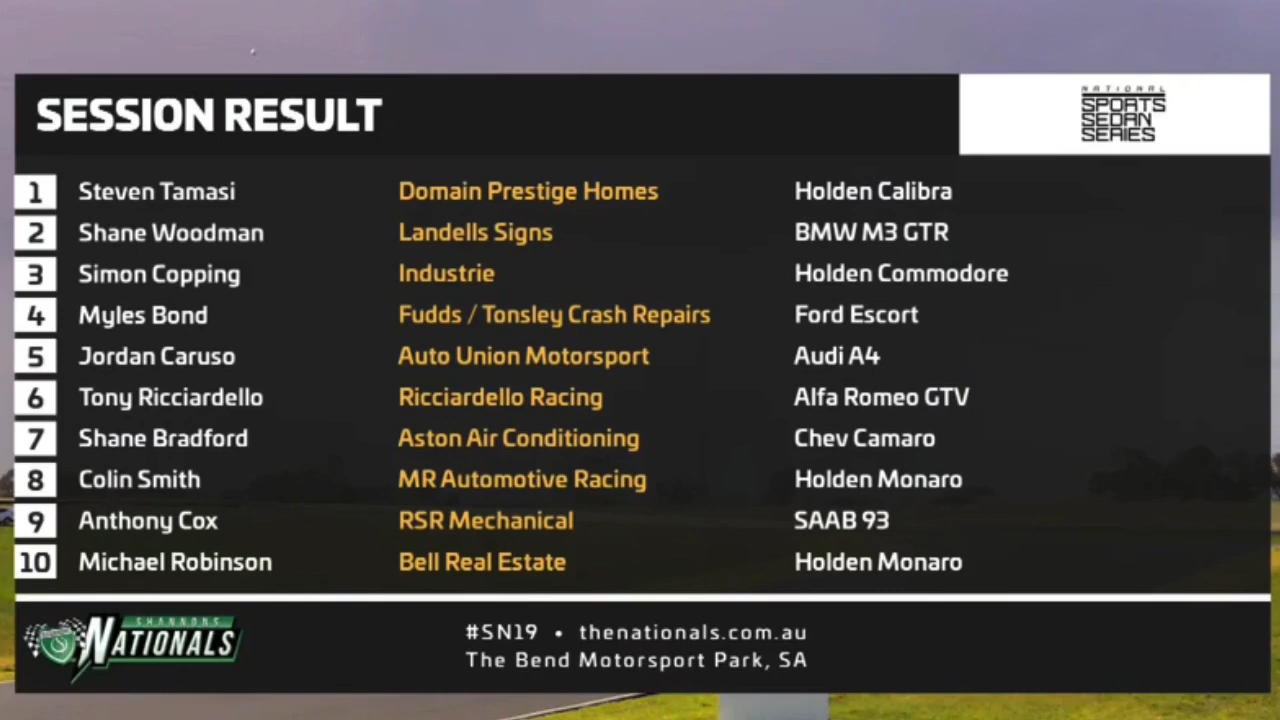 SESSION RESULT
NATIONAL
SPORTS
SEDAN
SERIES
1 Steven Tamasi Domain Prestige Homes Holden Calibra
2 Shane Woodman Landells Signs BMW M3 GTR
3 Simon Copping Industrie Holden Commodore
4 Myles Bond Fudds / Tonsley Crash Repairs Ford Escort
5 Jordan Caruso Auto Union Motorsport Audi A4
6 Tony Ricciardello Ricciardello Racing Alfa Romeo GTV
7 Shane Bradford Aston Air Conditioning Chev Camaro
8 Colin Smith MR Automotive Racing Holden Monaro
9 Anthony Cox RSR Mechanical SAAB 93
10 Michael Robinson Bell Real Estate Holden Monaro
SHANNONS
NATIONALS
#SN19 • thenationals.com.au
The Bend Motorsport Park, SA